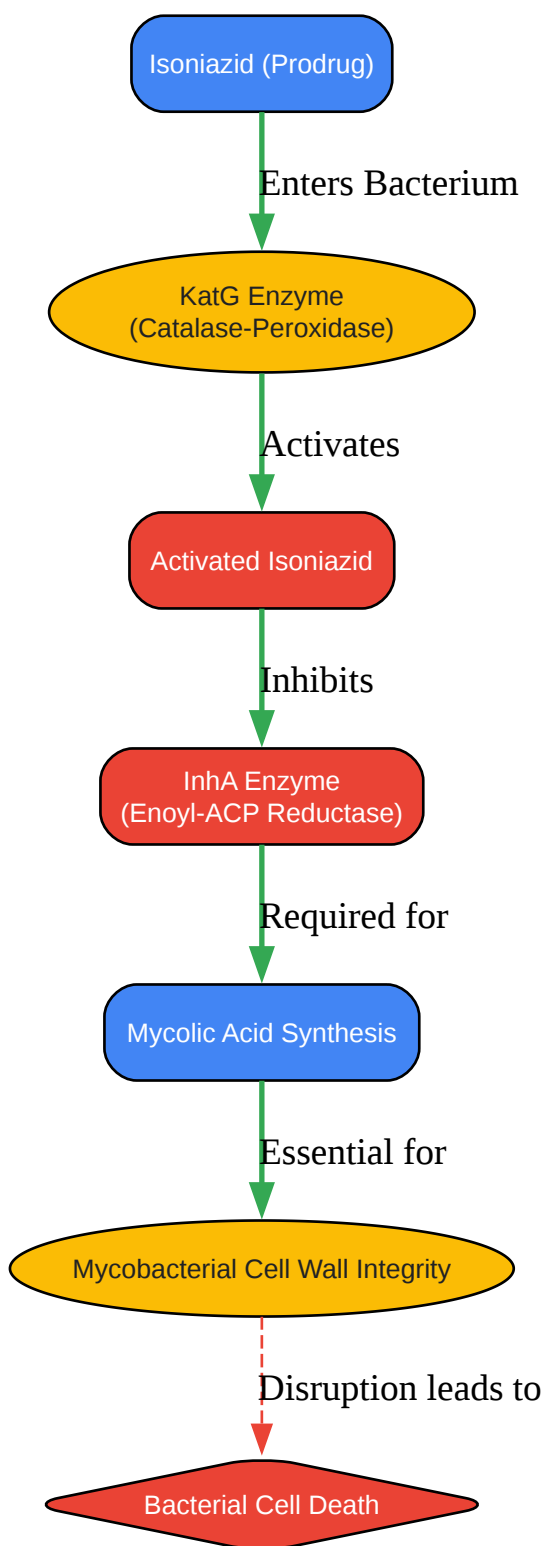 Isoniazid (Prodrug)
Enters Bacterium
KatG Enzyme
(Catalase-Peroxidase)
Activates
Activated Isoniazid
Inhibits
InhA Enzyme
(Enoyl-ACP Reductase)
Required for
Mycolic Acid Synthesis
Essential for
Mycobacterial Cell Wall Integrity
Disruption leads to
Bacterial Cell Death